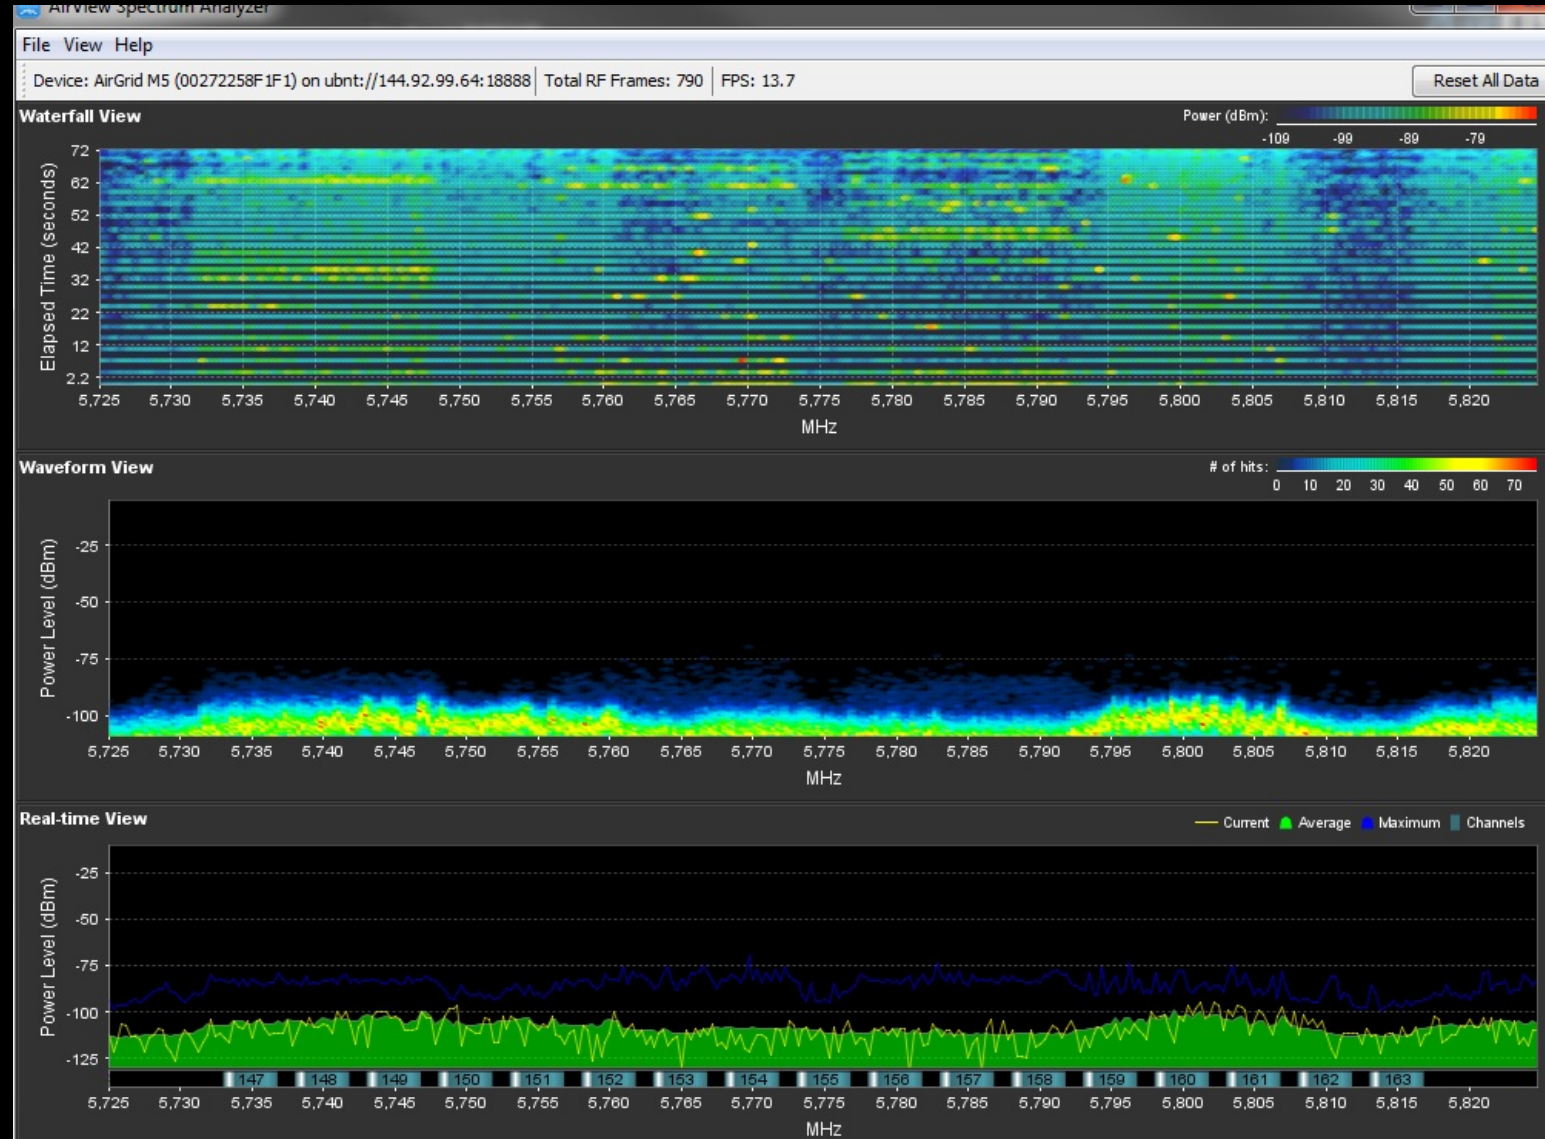 AirView Spectrum Analyzer
File View Help
Device: AirGrid M5 (00272258F1F1) on ubnt://144.92.99.64:18888 Total RF Frames: 790 FPS: 13.7 Reset All Data
Waterfall View
Power (dBm):
-109 -99 -89 -79
Elapsed Time (seconds)
72
62
52
42
32
22
12
2.2
5,725 5,730 5,735 5,740 5,745 5,750 5,755 5,760 5,765 5,770 5,775 5,780 5,785 5,790 5,795 5,800 5,805 5,810 5,815 5,820
MHz
Waveform View
# of hits:
0 10 20 30 40 50 60 70
Power Level (dBm)
-25
-50
-75
-100
5,725 5,730 5,735 5,740 5,745 5,750 5,755 5,760 5,765 5,770 5,775 5,780 5,785 5,790 5,795 5,800 5,805 5,810 5,815 5,820
MHz
Real-time View
Current Average Maximum Channels
Power Level (dBm)
-25
-50
-75
-100
-125
147 148 149 150 151 152 153 154 155 156 157 158 159 160 161 162 163
5,725 5,730 5,735 5,740 5,745 5,750 5,755 5,760 5,765 5,770 5,775 5,780 5,785 5,790 5,795 5,800 5,805 5,810 5,815 5,820
MHz